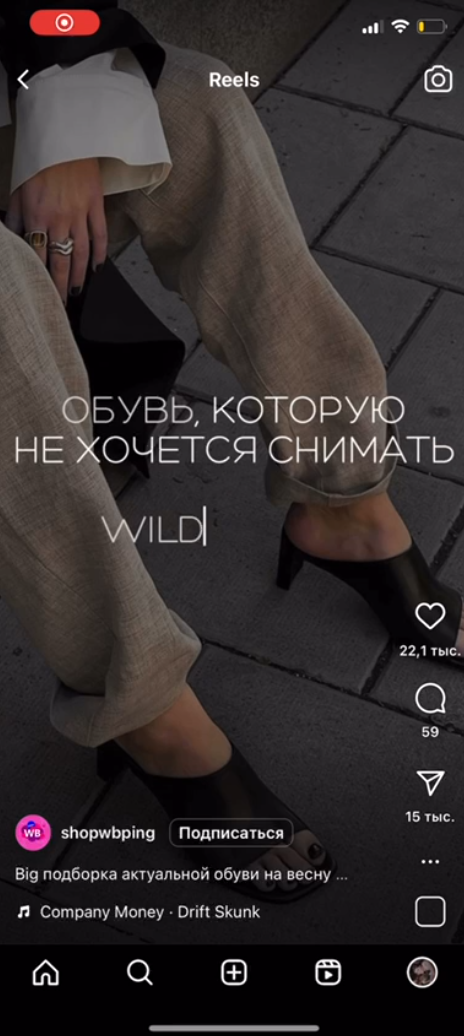 Reels
ОБУВЬ, КОТОРУЮ
НЕ ХОЧЕТСЯ СНИМАТЬ
WILD
22,1 тыс.
59
15 тыс.
WB
shopwbping
Подписаться
Big подборка актуальной обуви на весну ...
Company Money · Drift Skunk